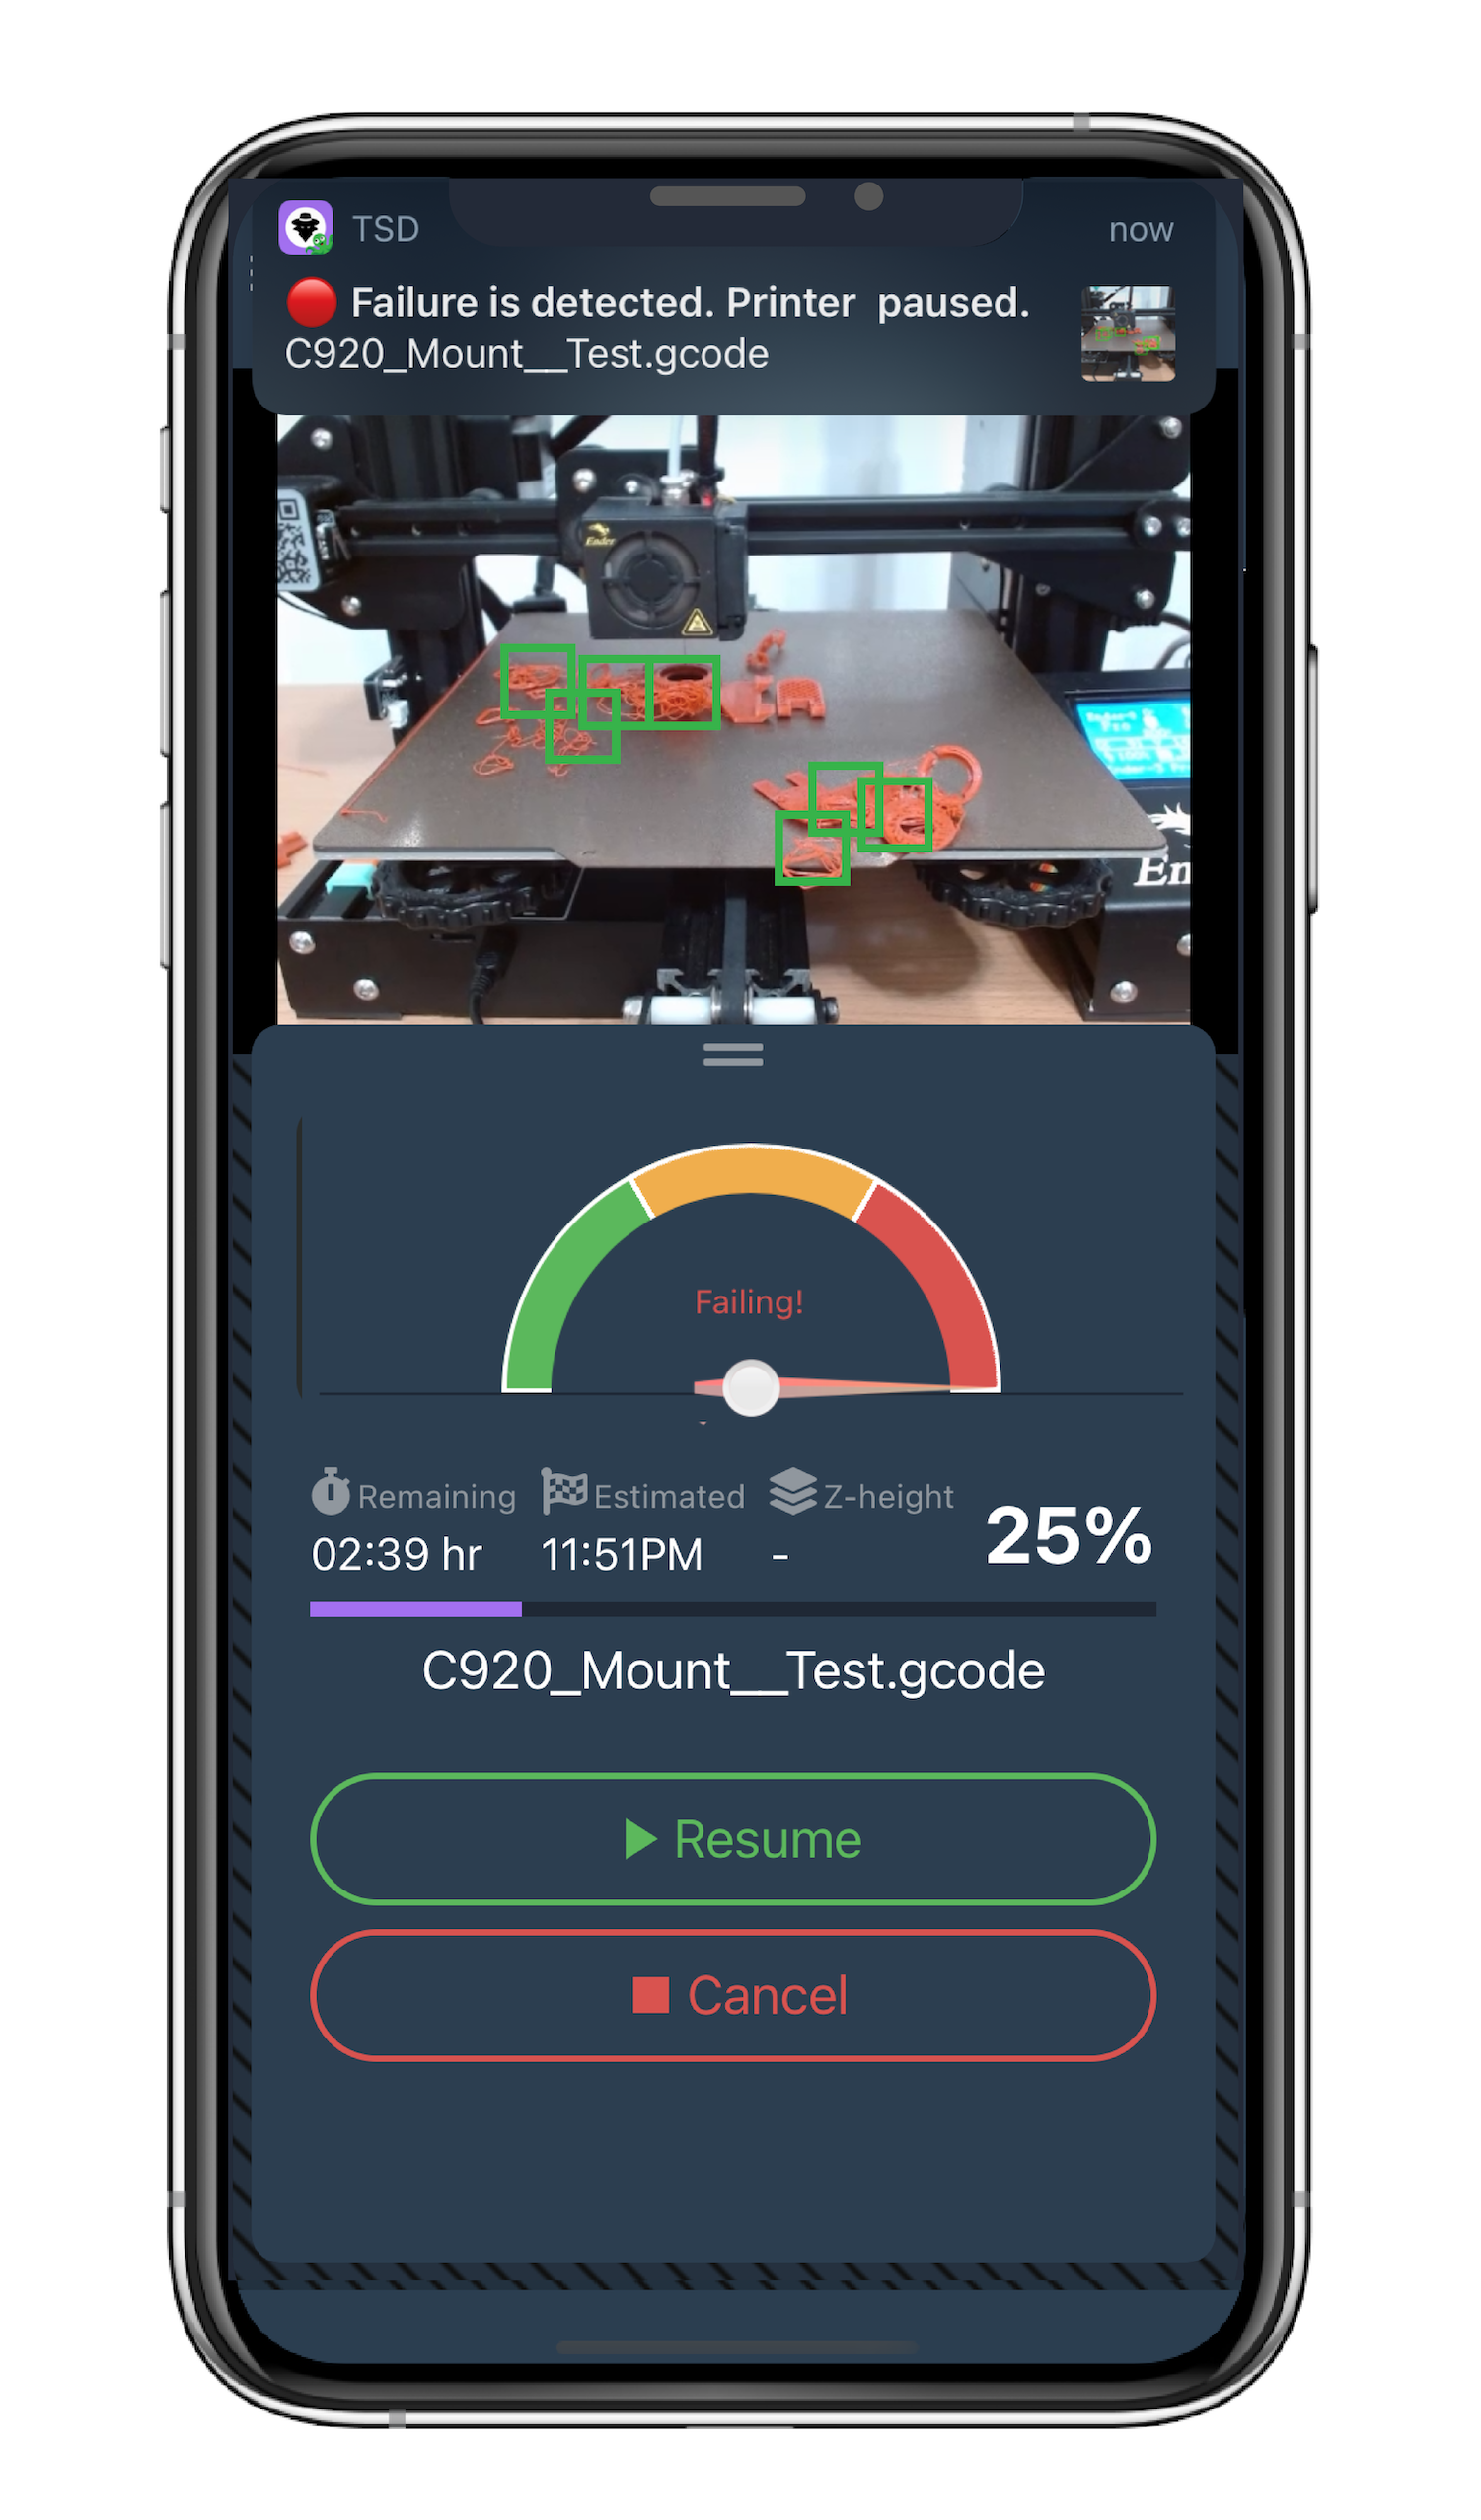 TSD
now
🔴 Failure is detected. Printer  paused.
C920_Mount__Test.gcode
Ender
En
Failing!
Remaining
Estimated
Z-height
02:39 hr
11:51PM
-
25%
C920_Mount__Test.gcode
Resume
Cancel